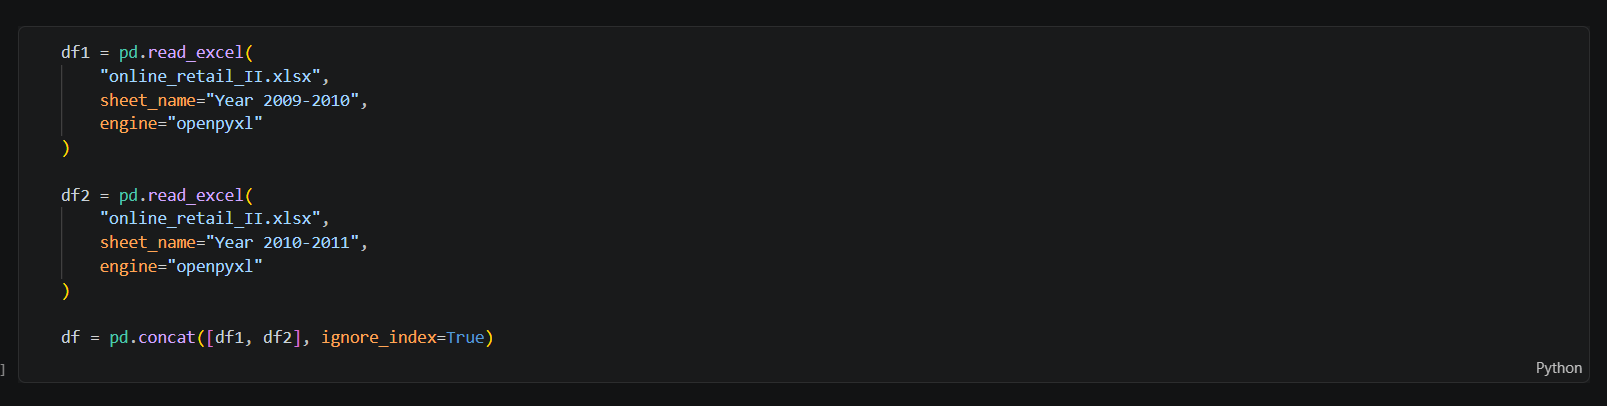 df1 = pd.read_excel(
    "online_retail_II.xlsx",
    sheet_name="Year 2009-2010",
    engine="openpyxl"
)

df2 = pd.read_excel(
    "online_retail_II.xlsx",
    sheet_name="Year 2010-2011",
    engine="openpyxl"
)

df = pd.concat([df1, df2], ignore_index=True)
]
Python